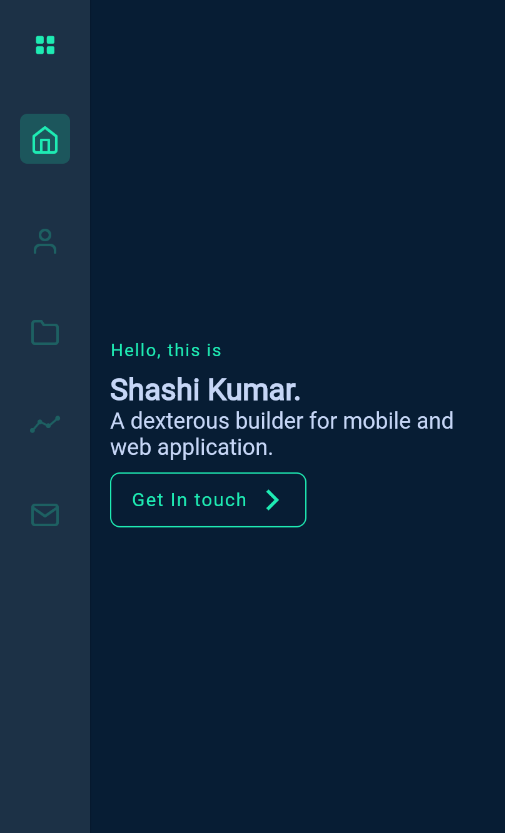 Hello, this is
Shashi Kumar.
A dexterous builder for mobile and
web application.
Get In touch